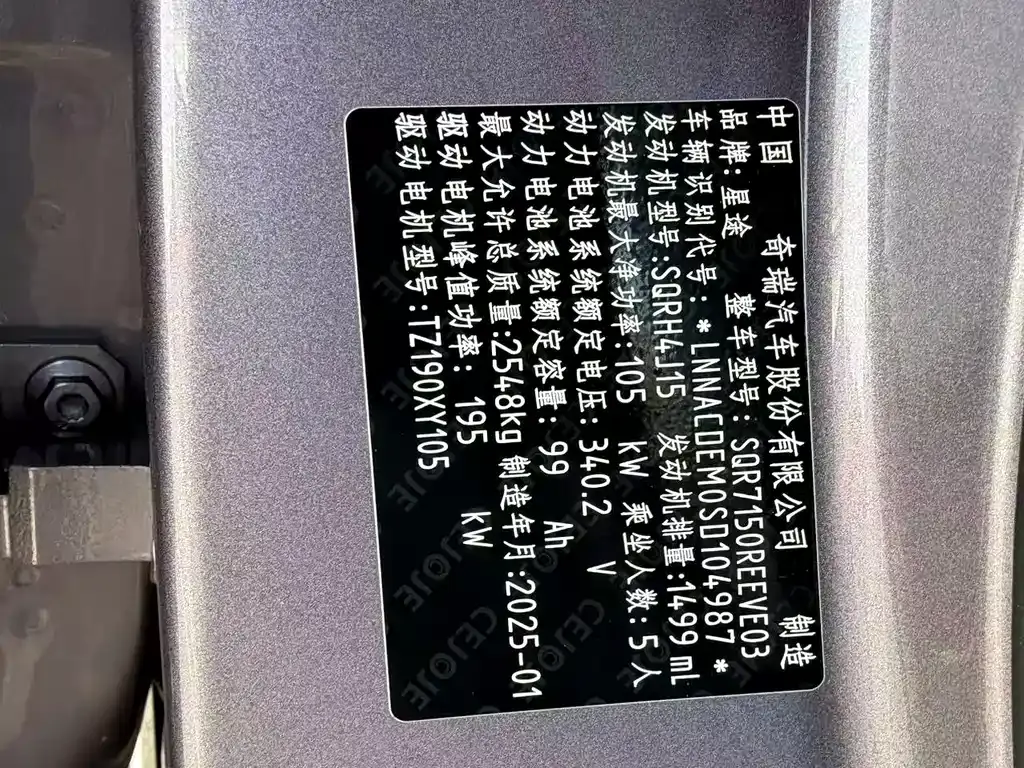 中国 奇瑞汽车股份有限公司 制造
品牌:星途 整车型号:SQR7150REEVE03
车辆识别代号:*LNNACDEM0SD104987*
发动机型号:SQRH4J15 发动机排量:1499mL
发动机最大净功率:105 kW 乘坐人数:5人
动力电池系统额定电压:340.2 V
动力电池系统额定容量:99 Ah
最大允许总质量:2548kg 制造年月:2025-01
驱动电机峰值功率: 195 kW
驱动电机型号:TZ190XY105
CEJOJE